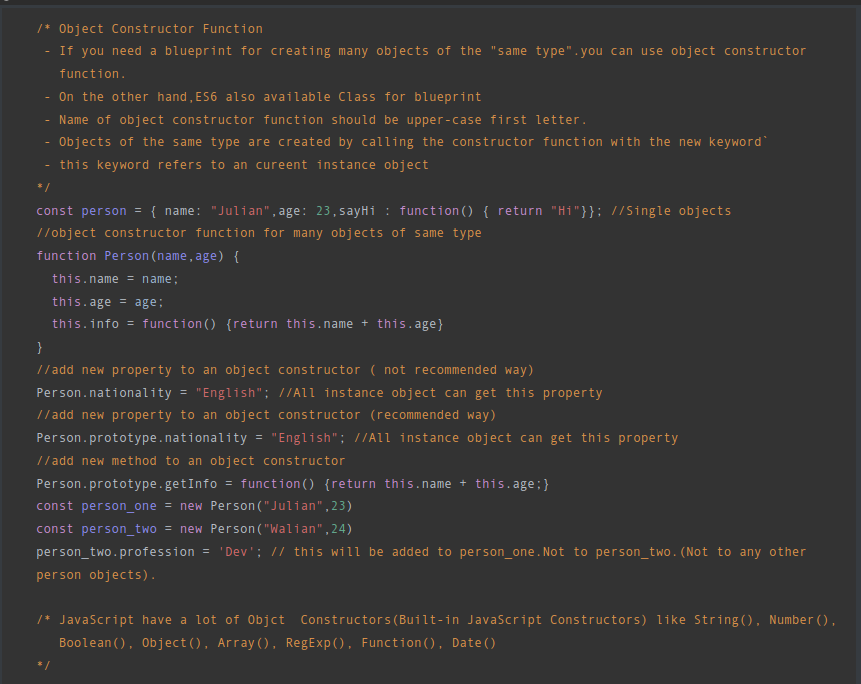 /* Object Constructor Function
 - If you need a blueprint for creating many objects of the "same type".you can use object constructor
   function.
 - On the other hand,ES6 also available Class for blueprint
 - Name of object constructor function should be upper-case first letter.
 - Objects of the same type are created by calling the constructor function with the new keyword`
 - this keyword refers to an cureent instance object
*/
const person = { name: "Julian",age: 23,sayHi : function() { return "Hi"}}; //Single objects
//object constructor function for many objects of same type
function Person(name,age) {
  this.name = name;
  this.age = age;
  this.info = function() {return this.name + this.age}
}
//add new property to an object constructor ( not recommended way)
Person.nationality = "English"; //All instance object can get this property
//add new property to an object constructor (recommended way)
Person.prototype.nationality = "English"; //All instance object can get this property
//add new method to an object constructor
Person.prototype.getInfo = function() {return this.name + this.age;}
const person_one = new Person("Julian",23)
const person_two = new Person("Walian",24)
person_two.profession = 'Dev'; // this will be added to person_one.Not to person_two.(Not to any other
person objects).

/* JavaScript have a lot of Objct  Constructors(Built-in JavaScript Constructors) like String(), Number(),
   Boolean(), Object(), Array(), RegExp(), Function(), Date()
*/